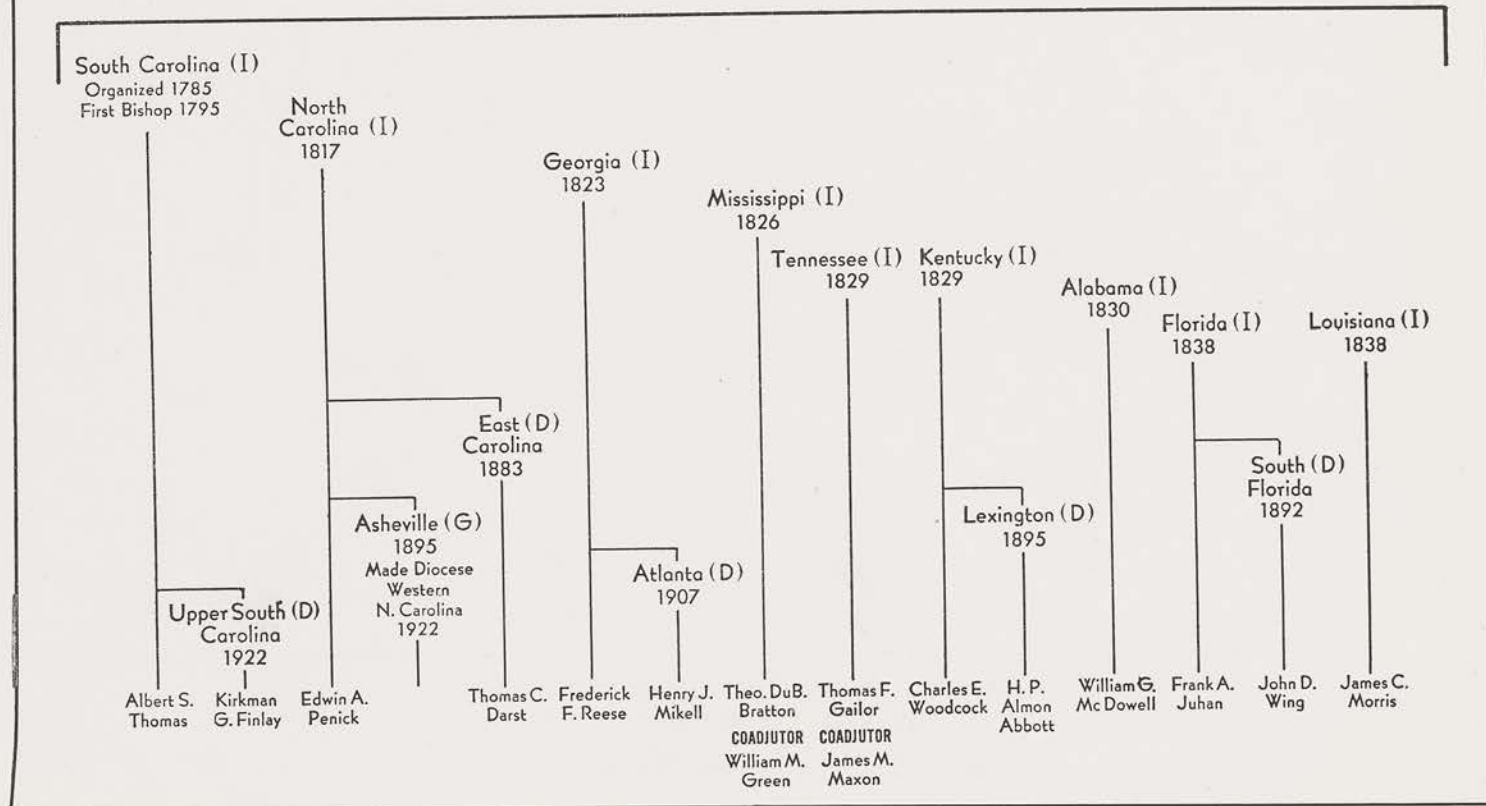 South Carolina (I)
Organized 1785
First Bishop 1795
North
Carolina (I)
1817
Georgia (I)
1823
Mississippi (I)
1826
Tennessee (I)
1829
Kentucky (I)
1829
Alabama (I)
1830
Florida (I)
1838
Louisiana (I)
1838
East (D)
Carolina
1883
Asheville (G)
1895
Made Diocese
Western
N. Carolina
1922
Upper South (D)
Carolina
1922
Atlanta (D)
1907
Lexington (D)
1895
South (D)
Florida
1892
Albert S.
Thomas
Kirkman
G. Finlay
Edwin A.
Penick
Thomas C.
Darst
Frederick
F. Reese
Henry J.
Mikell
Theo. DuB.
Bratton
COADJUTOR
William M.
Green
Thomas F.
Gailor
COADJUTOR
James M.
Maxon
Charles E.
Woodcock
H. P.
Almon
Abbott
William G.
McDowell
Frank A.
Juhan
John D.
Wing
James C.
Morris